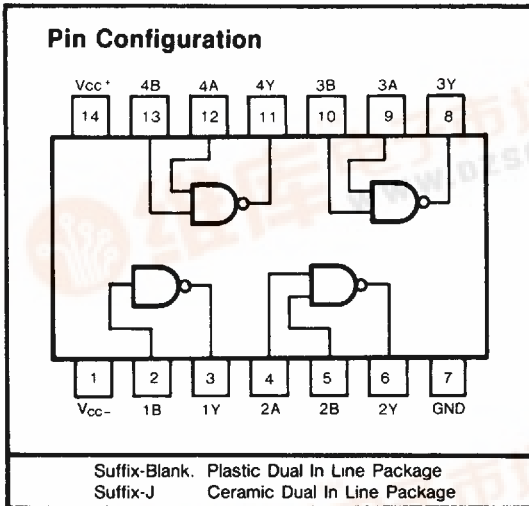 Pin Configuration
Vcc+ 4B 4A 4Y 3B 3A 3Y
14 13 12 11 10 9 8
1 2 3 4 5 6 7
Vcc- 1B 1Y 2A 2B 2Y GND
Suffix-Blank. Plastic Dual In Line Package
Suffix-J Ceramic Dual In Line Package